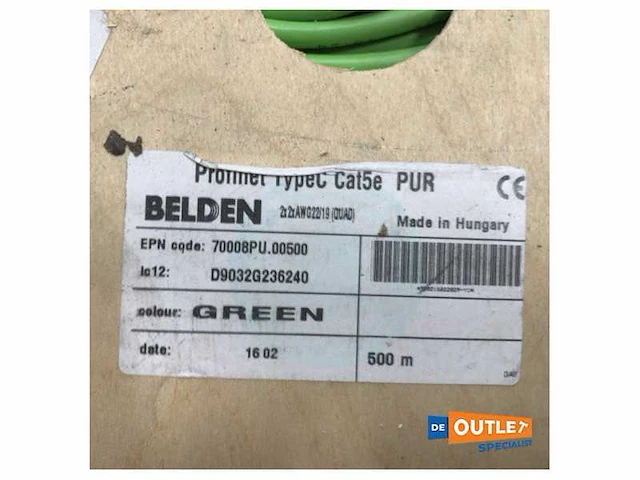 Profinet TypeC Cat5e PUR
CE
BELDEN 2x2xAWG22/19 (QUAD)
Made in Hungary
EPN code: 70008PU.00500
lc12: D9032G236240
colour: GREEN
date: 16 02
500 m
DE OUTLET
SPECIALIST